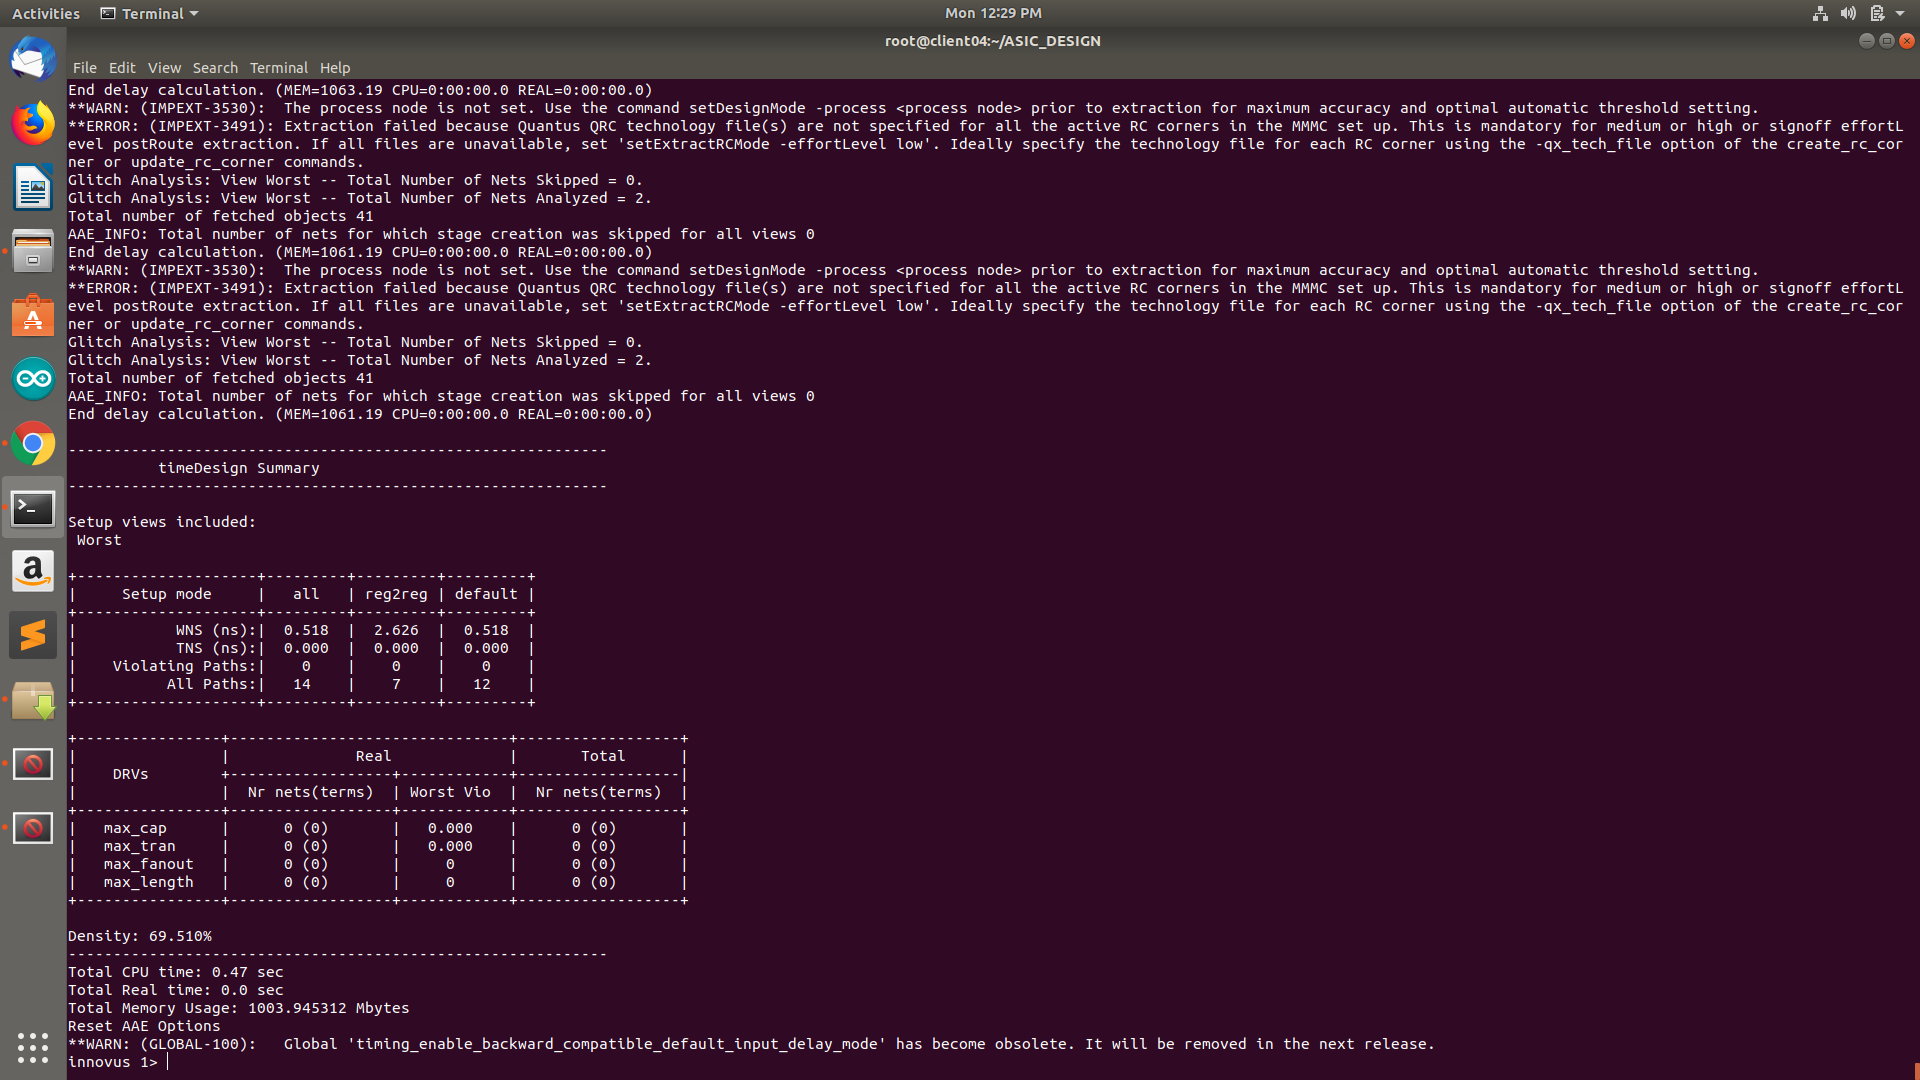 Activities Terminal Mon 12:29 PM
root@client04:~/ASIC_DESIGN
File Edit View Search Terminal Help
End delay calculation. (MEM=1063.19 CPU=0:00:00.0 REAL=0:00:00.0)
**WARN: (IMPEXT-3530):  The process node is not set. Use the command setDesignMode -process <process node> prior to extraction for maximum accuracy and optimal automatic threshold setting.
**ERROR: (IMPEXT-3491): Extraction failed because Quantus QRC technology file(s) are not specified for all the active RC corners in the MMMC set up. This is mandatory for medium or high or signoff effortL
evel postRoute extraction. If all files are unavailable, set 'setExtractRCMode -effortLevel low'. Ideally specify the technology file for each RC corner using the -qx_tech_file option of the create_rc_cor
ner or update_rc_corner commands.
Glitch Analysis: View Worst -- Total Number of Nets Skipped = 0.
Glitch Analysis: View Worst -- Total Number of Nets Analyzed = 2.
Total number of fetched objects 41
AAE_INFO: Total number of nets for which stage creation was skipped for all views 0
End delay calculation. (MEM=1061.19 CPU=0:00:00.0 REAL=0:00:00.0)
**WARN: (IMPEXT-3530):  The process node is not set. Use the command setDesignMode -process <process node> prior to extraction for maximum accuracy and optimal automatic threshold setting.
**ERROR: (IMPEXT-3491): Extraction failed because Quantus QRC technology file(s) are not specified for all the active RC corners in the MMMC set up. This is mandatory for medium or high or signoff effortL
evel postRoute extraction. If all files are unavailable, set 'setExtractRCMode -effortLevel low'. Ideally specify the technology file for each RC corner using the -qx_tech_file option of the create_rc_cor
ner or update_rc_corner commands.
Glitch Analysis: View Worst -- Total Number of Nets Skipped = 0.
Glitch Analysis: View Worst -- Total Number of Nets Analyzed = 2.
Total number of fetched objects 41
AAE_INFO: Total number of nets for which stage creation was skipped for all views 0
End delay calculation. (MEM=1061.19 CPU=0:00:00.0 REAL=0:00:00.0)
------------------------------------------------------------
          timeDesign Summary
------------------------------------------------------------
Setup views included:
 Worst
+--------------------+---------+---------+---------+
|     Setup mode     |   all   | reg2reg | default |
+--------------------+---------+---------+---------+
|           WNS (ns):|  0.518  |  2.626  |  0.518  |
|           TNS (ns):|  0.000  |  0.000  |  0.000  |
|    Violating Paths:|    0    |    0    |    0    |
|          All Paths:|   14    |    7    |   12    |
+--------------------+---------+---------+---------+
+----------------+-------------------------------+------------------+
|                |              Real             |       Total      |
|    DRVs        +------------------+------------+------------------|
|                |  Nr nets(terms)  | Worst Vio  |  Nr nets(terms)  |
+----------------+------------------+------------+------------------+
|   max_cap      |      0 (0)       |   0.000    |      0 (0)       |
|   max_tran     |      0 (0)       |   0.000    |      0 (0)       |
|   max_fanout   |      0 (0)       |     0      |      0 (0)       |
|   max_length   |      0 (0)       |     0      |      0 (0)       |
+----------------+------------------+------------+------------------+
Density: 69.510%
------------------------------------------------------------
Total CPU time: 0.47 sec
Total Real time: 0.0 sec
Total Memory Usage: 1003.945312 Mbytes
Reset AAE Options
**WARN: (GLOBAL-100):   Global 'timing_enable_backward_compatible_default_input_delay_mode' has become obsolete. It will be removed in the next release.
innovus 1>